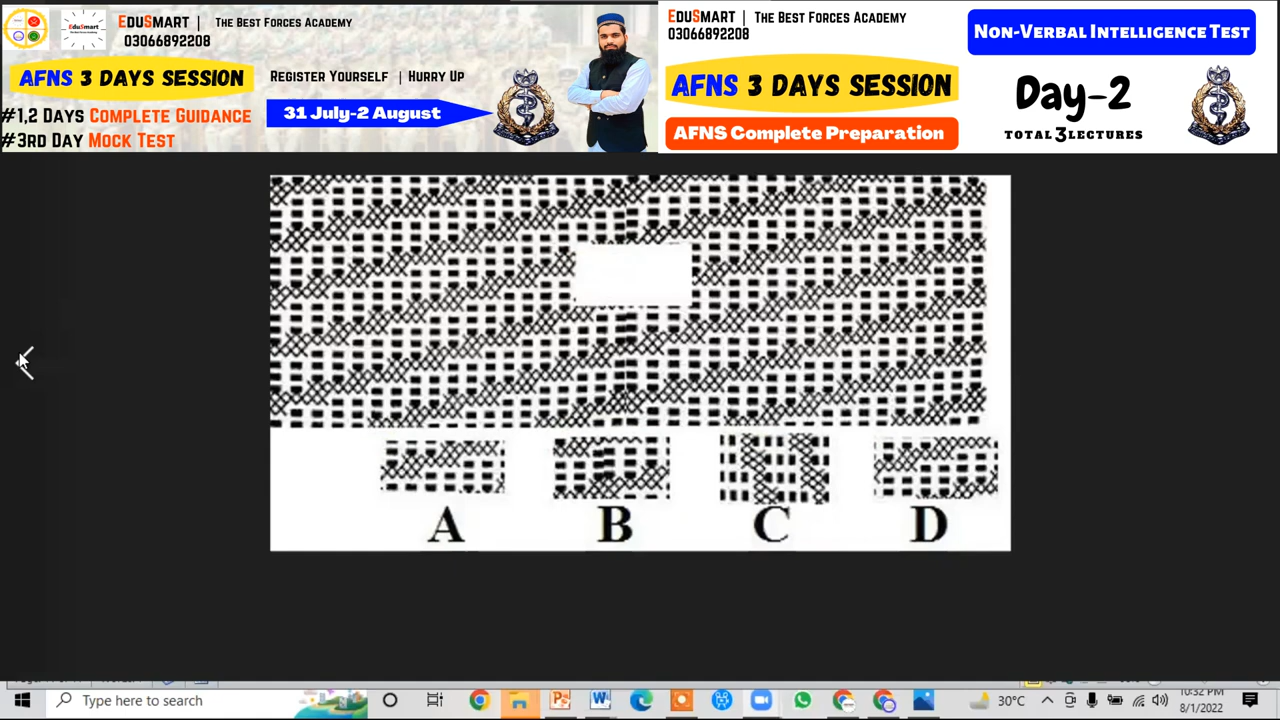 EduSmart | The Best Forces Academy
03066892208
AFNS 3 DAYS SESSION
Register Yourself | Hurry Up
31 July-2 August
#1,2 Days Complete Guidance
#3rd Day Mock Test
EduSmart | The Best Forces Academy
03066892208
AFNS 3 DAYS SESSION
AFNS Complete Preparation
Non-Verbal Intelligence Test
Day-2
TOTAL 3 LECTURES
A B C D
Type here to search
30°C
10:32 PM
8/1/2022